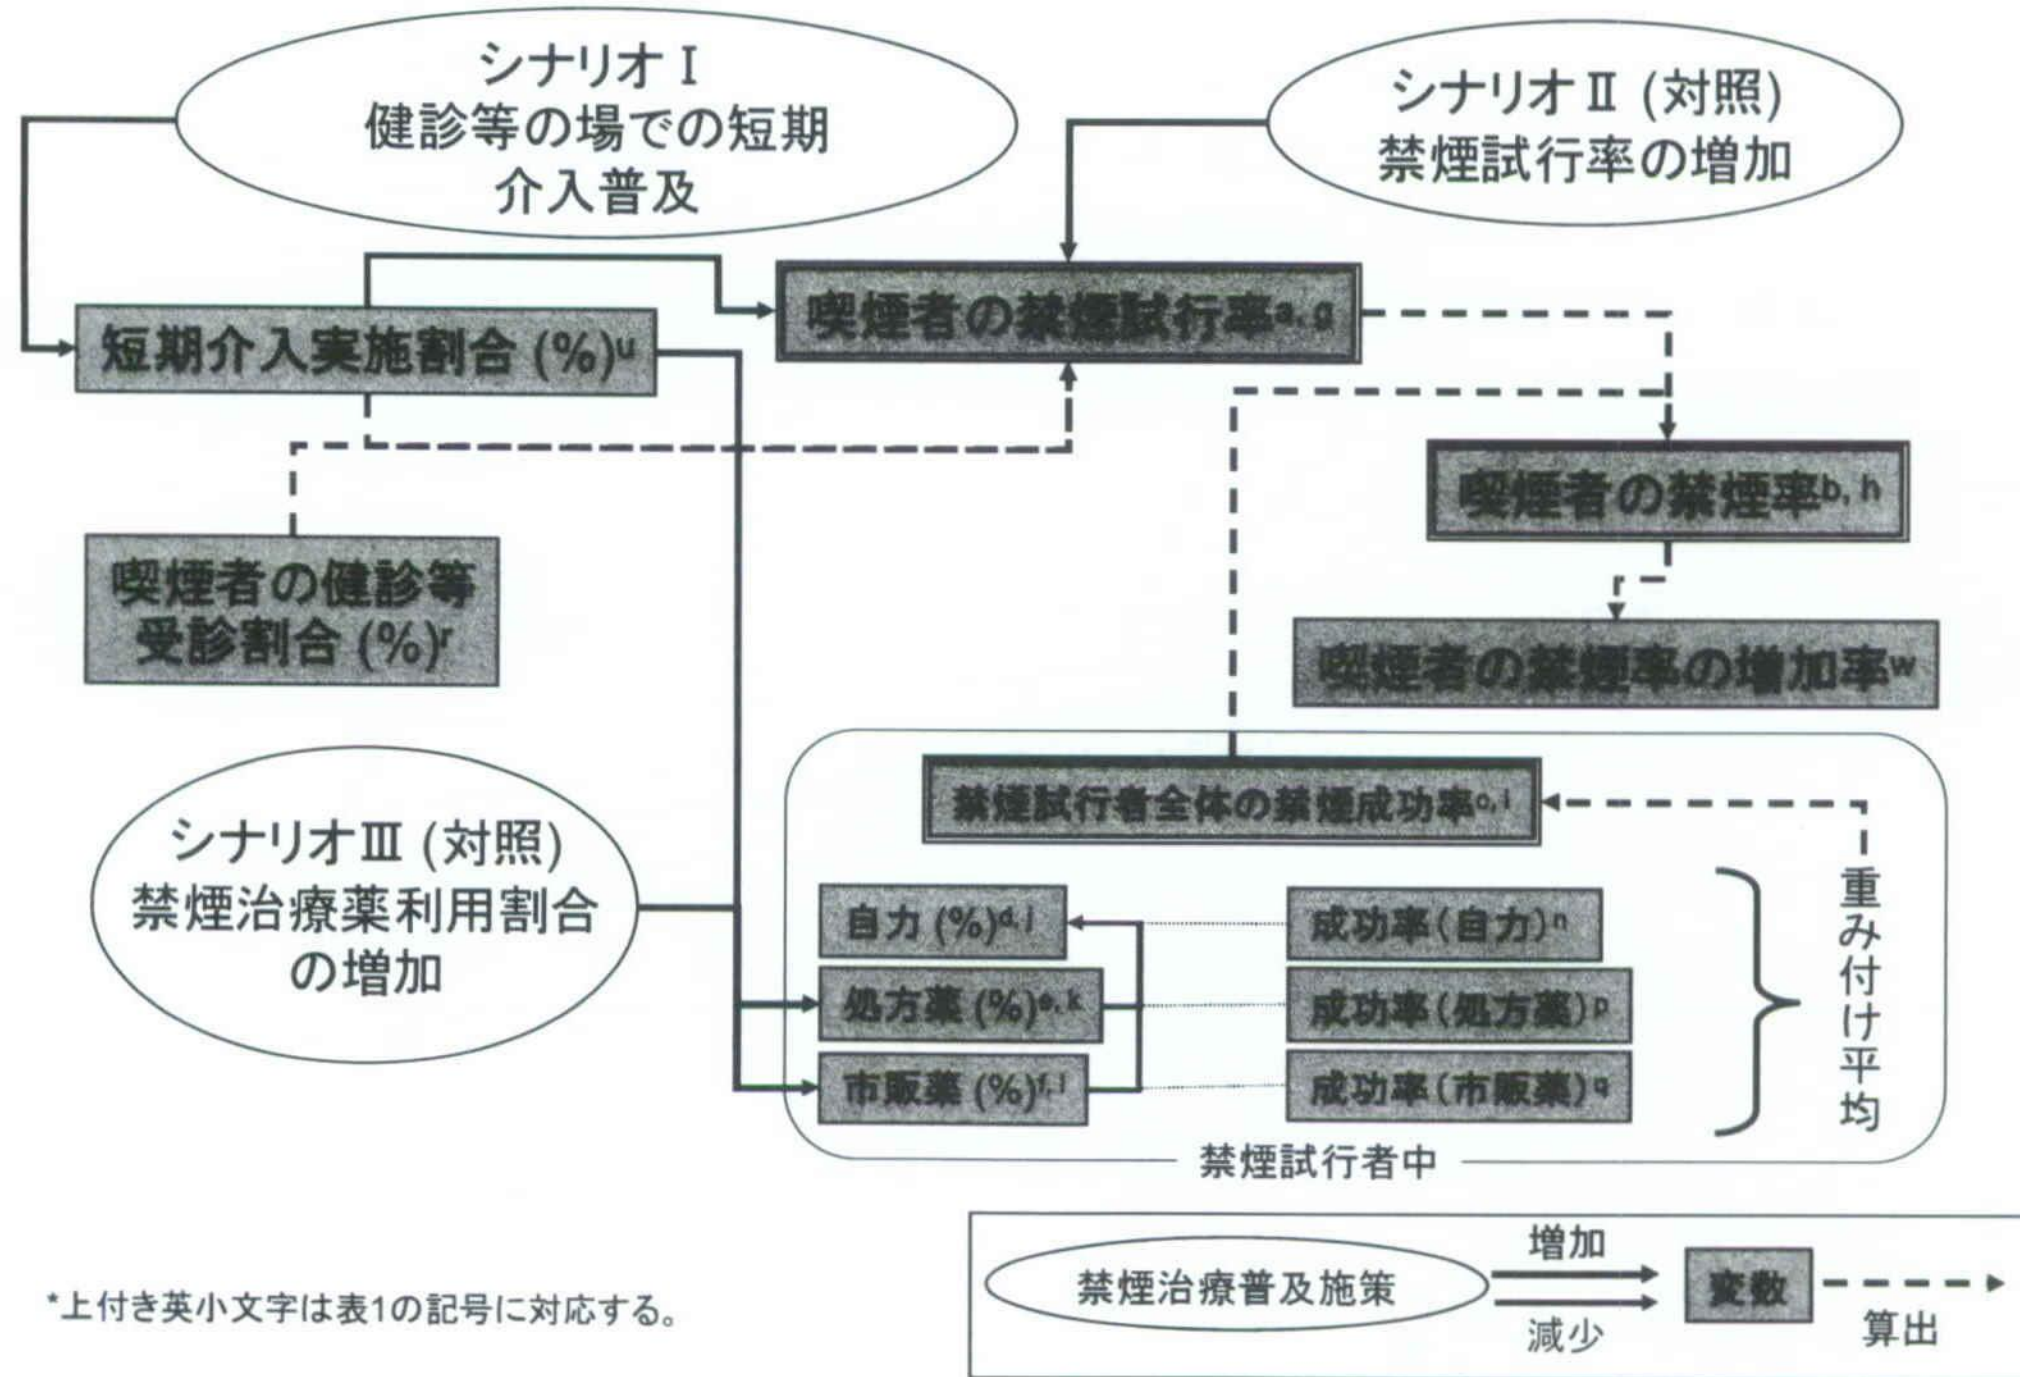 シナリオⅠ
健診等の場での短期
介入普及
シナリオⅡ (対照)
禁煙試行率の増加
喫煙者の禁煙試行率a, g
短期介入実施割合 (%)u
喫煙者の禁煙率b, h
喫煙者の健診等
受診割合 (%)r
喫煙者の禁煙率の増加率w
シナリオⅢ (対照)
禁煙治療薬利用割合
の増加
禁煙試行者全体の禁煙成功率c, i
自力 (%)d, j
成功率(自力)n
処方薬 (%)e, k
成功率(処方薬)p
市販薬 (%)f, l
成功率(市販薬)q
重み付け平均
禁煙試行者中
*上付き英小文字は表1の記号に対応する。
禁煙治療普及施策
増加
減少
変数
算出